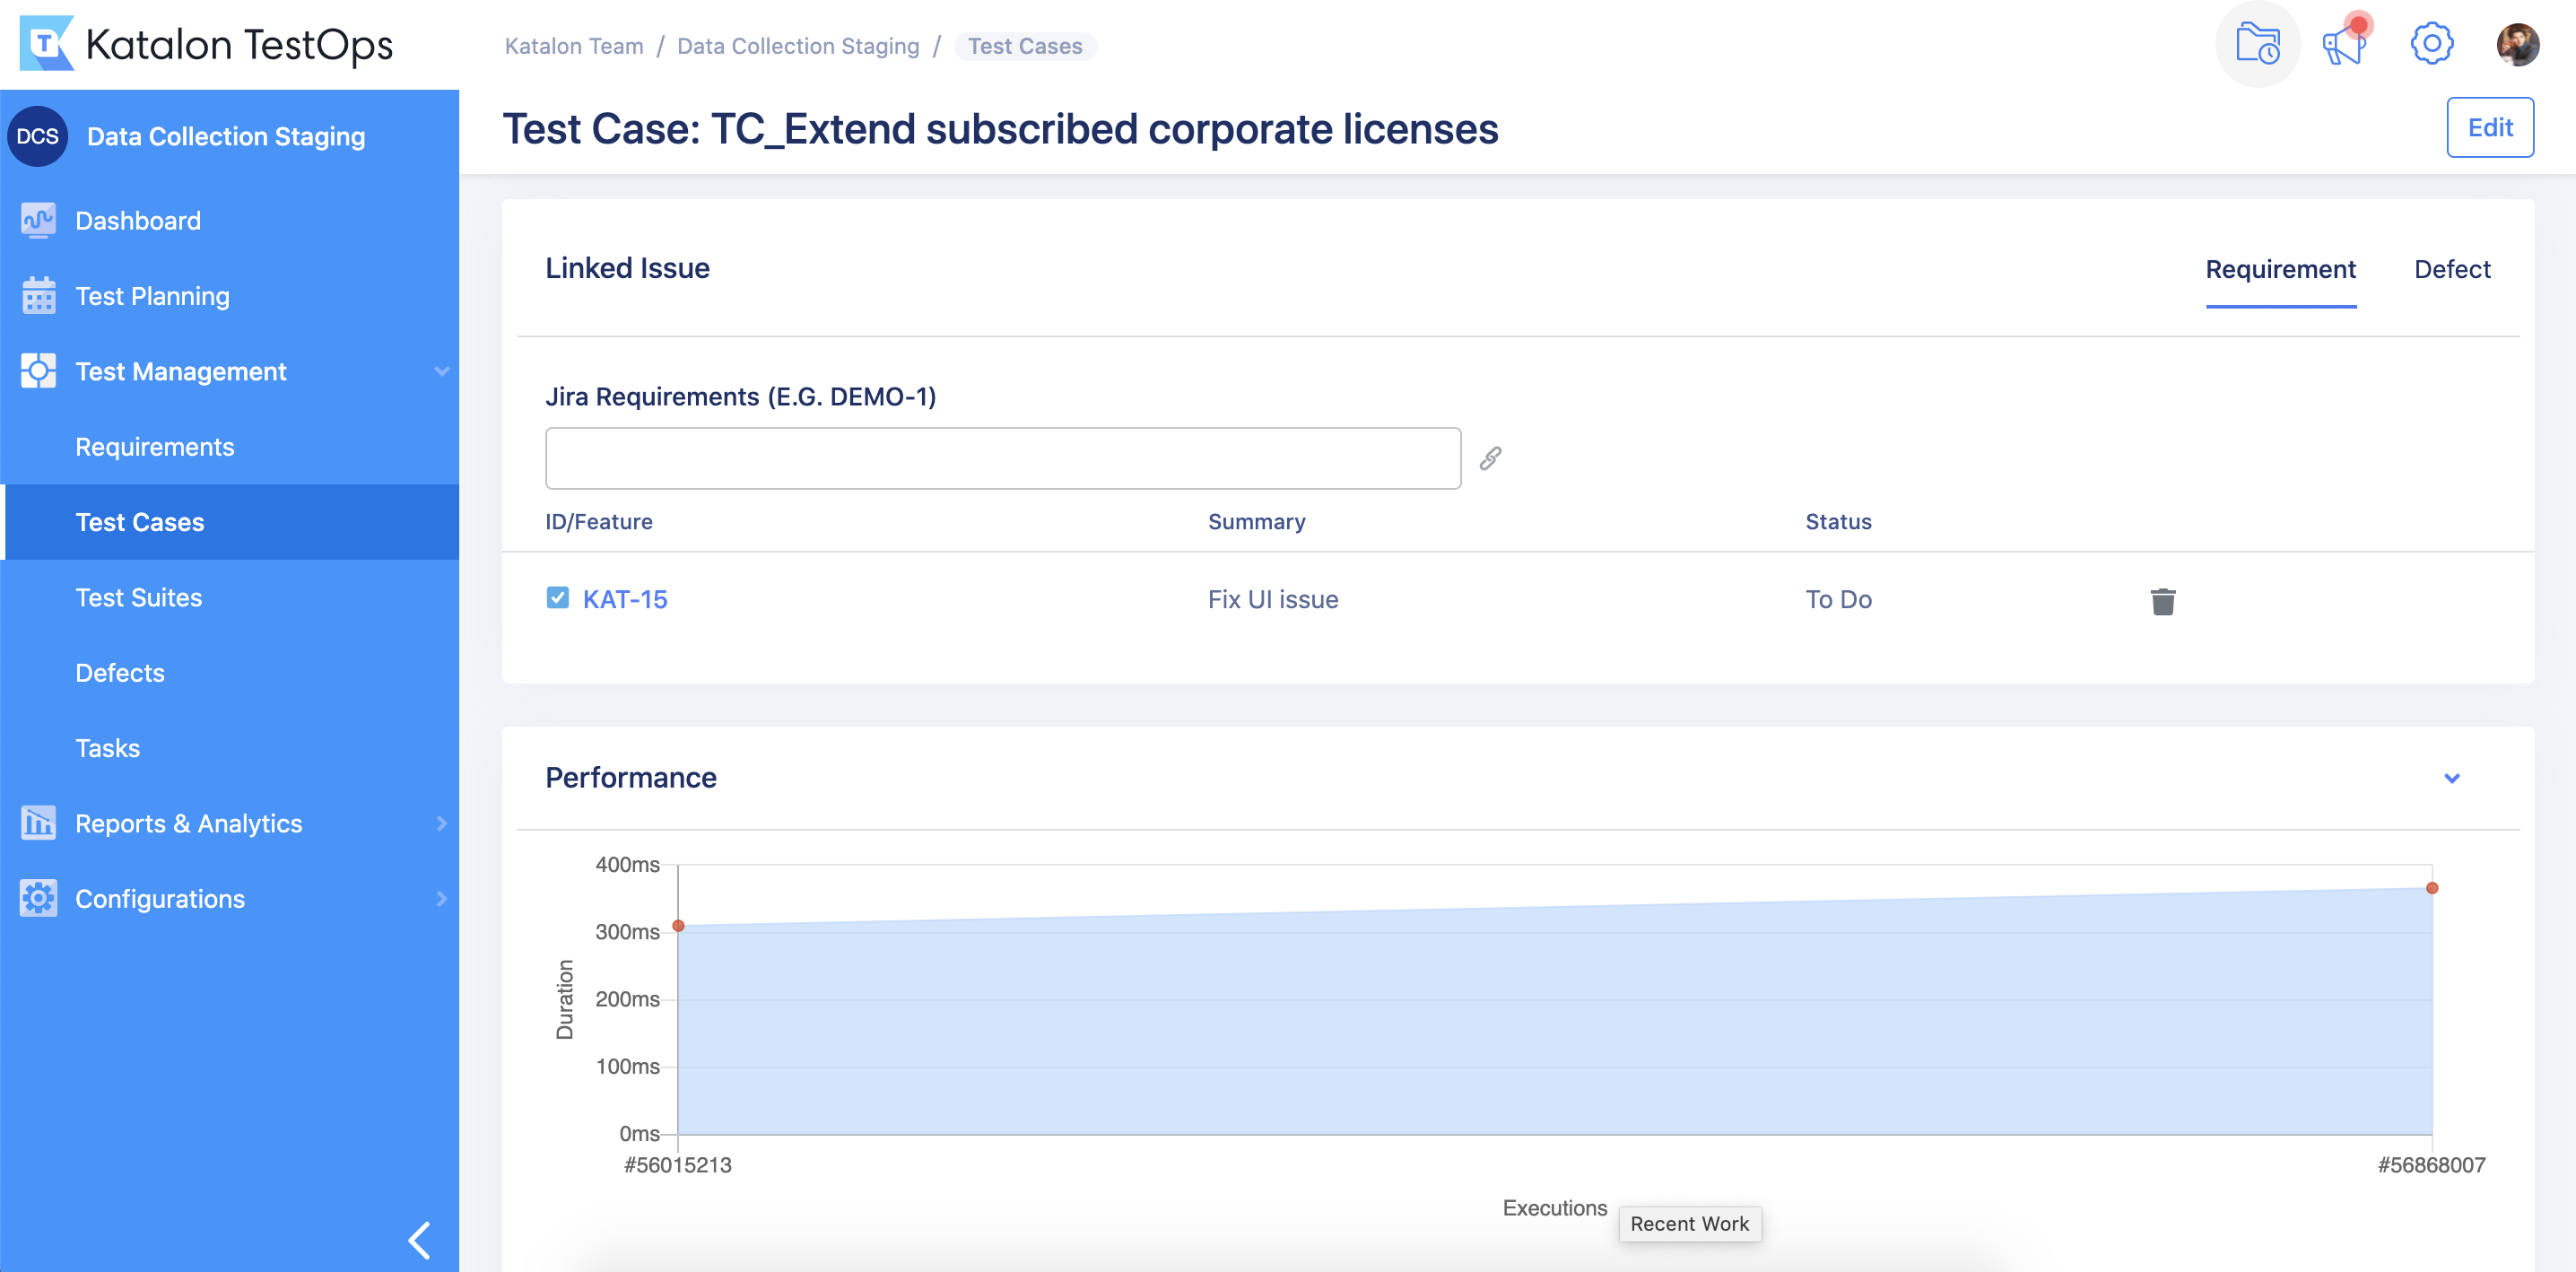 Katalon TestOps
Katalon Team / Data Collection Staging / Test Cases
DCS Data Collection Staging
Test Case: TC_Extend subscribed corporate licenses
Edit
Dashboard
Test Planning
Test Management
Requirements
Test Cases
Test Suites
Defects
Tasks
Reports & Analytics
Configurations
Linked Issue
Requirement Defect
Jira Requirements (E.G. DEMO-1)
ID/Feature Summary Status
KAT-15 Fix UI issue To Do
Performance
400ms
300ms
200ms
100ms
0ms
Duration
#56015213 #56868007
Executions
Recent Work